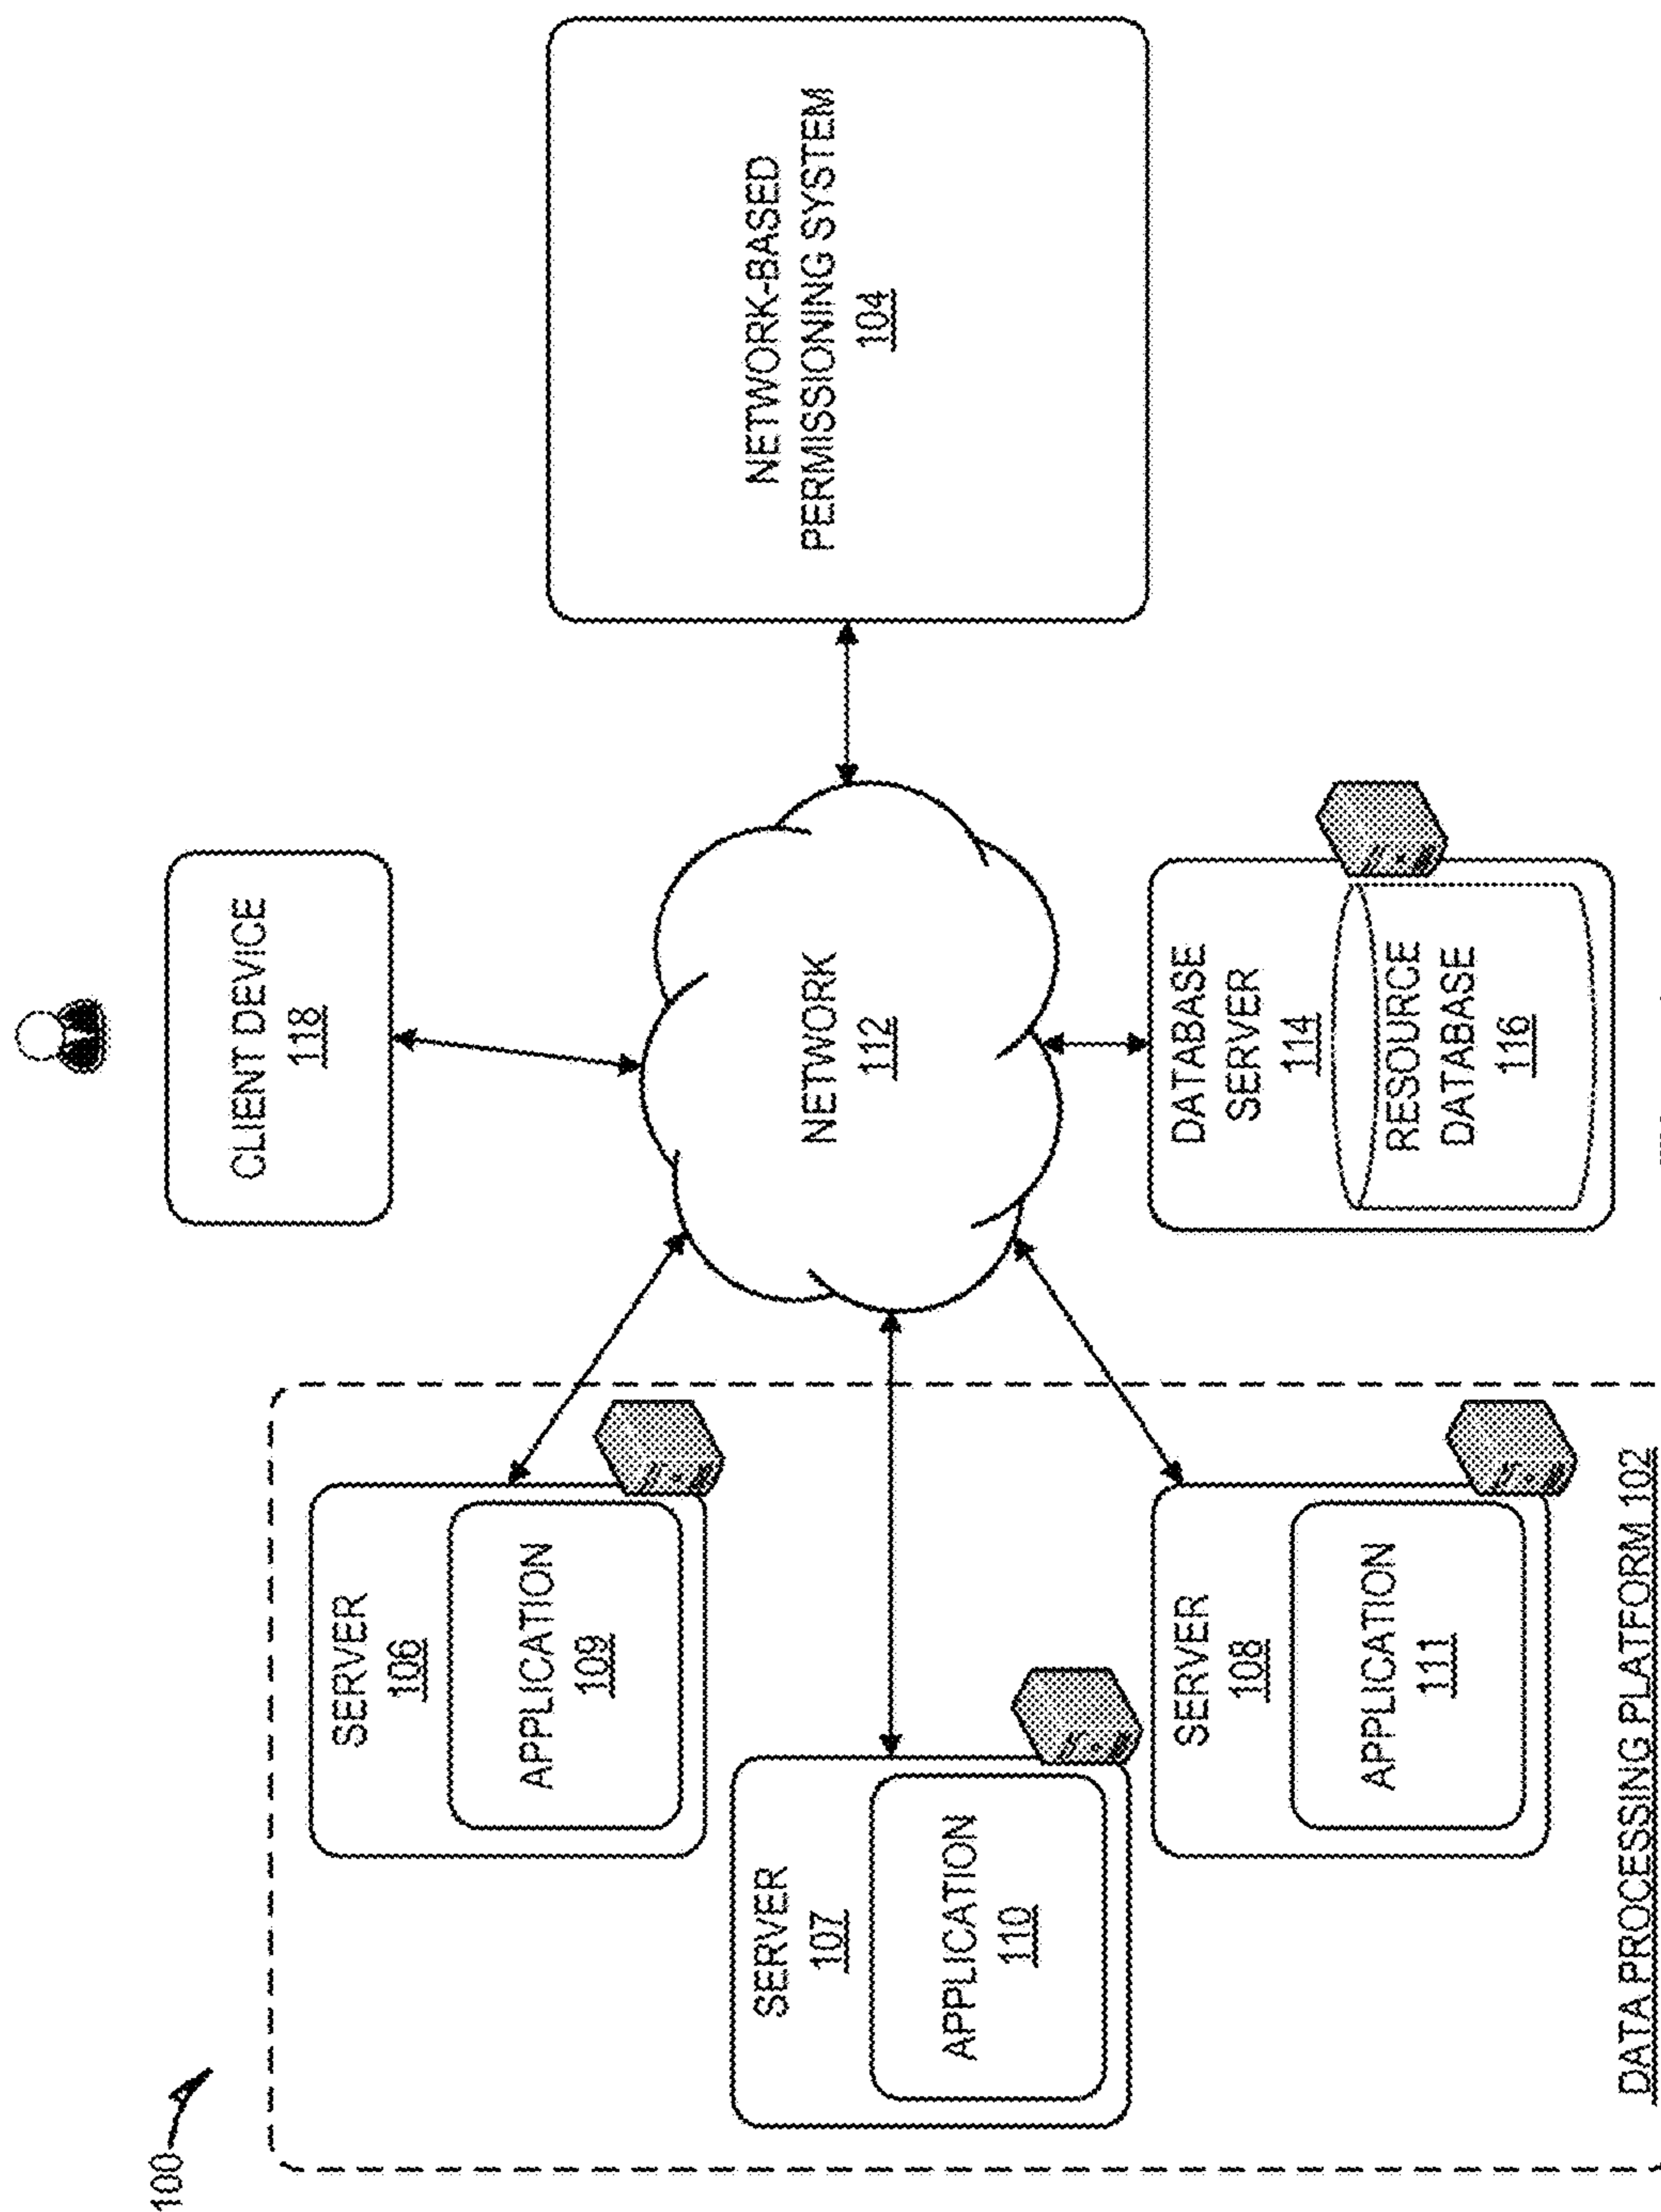 100
CLIENT DEVICE
118
SERVER
106
APPLICATION
109
SERVER
107
APPLICATION
110
SERVER
108
APPLICATION
111
DATA PROCESSING PLATFORM 102
NETWORK
112
NETWORK-BASED
PERMISSIONING SYSTEM
104
DATABASE
SERVER
114
RESOURCE
DATABASE
116